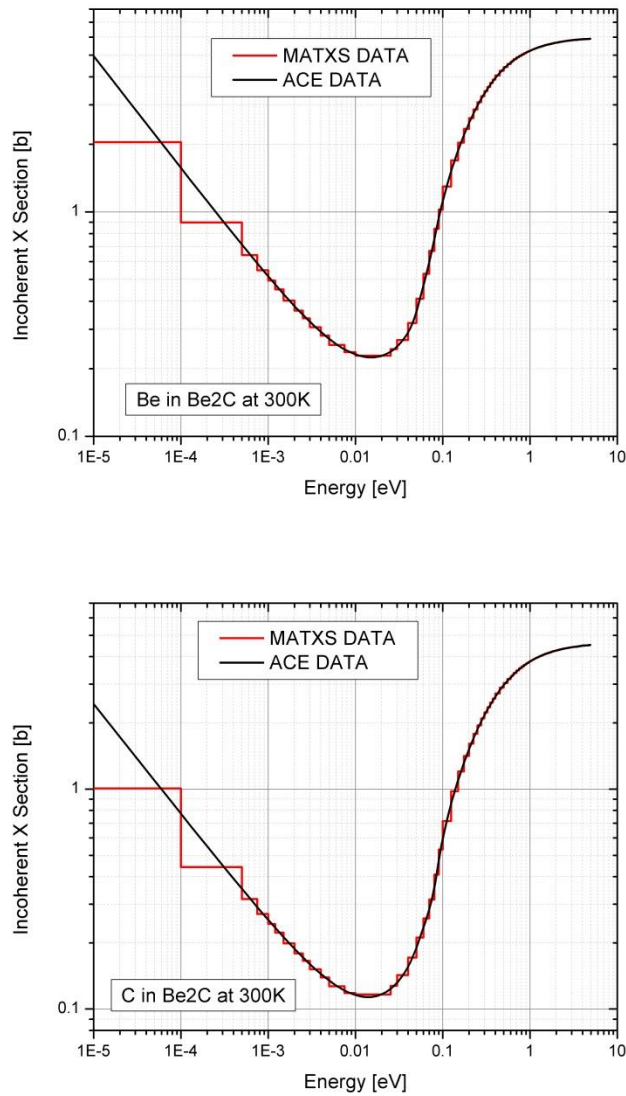 MATXS DATA
ACE DATA
Incoherent X Section [b]
1
0.1
Be in Be2C at 300K
1E-5 1E-4 1E-3 0.01 0.1 1 10
Energy [eV]
MATXS DATA
ACE DATA
Incoherent X Section [b]
1
0.1
C in Be2C at 300K
1E-5 1E-4 1E-3 0.01 0.1 1 10
Energy [eV]